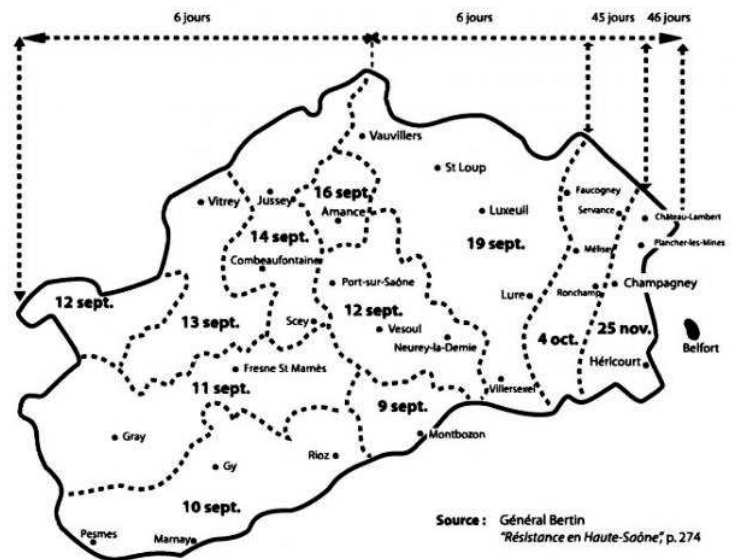 6 jours
6 jours
45 jours
46 jours
Vauvillers
St Loup
Faucogney
16 sept.
Vitrey
Jussey
Amance
Luxeuil
Servance
Château-Lambert
14 sept.
19 sept.
Plancher-les-Mines
Combeaufontaine
Mélisey
Port-sur-Saône
Champagney
12 sept.
Lure
Ronchamp
13 sept.
Scey
12 sept.
Vesoul
Neurey-la-Demie
4 oct.
25 nov.
Belfort
Fresne St Mamès
Héricourt
11 sept.
Villersexel
9 sept.
Gray
Montbozon
Gy
Rioz
10 sept.
Pesmes
Marnay
Source : Général Bertin
"Résistance en Haute-Saône", p. 274